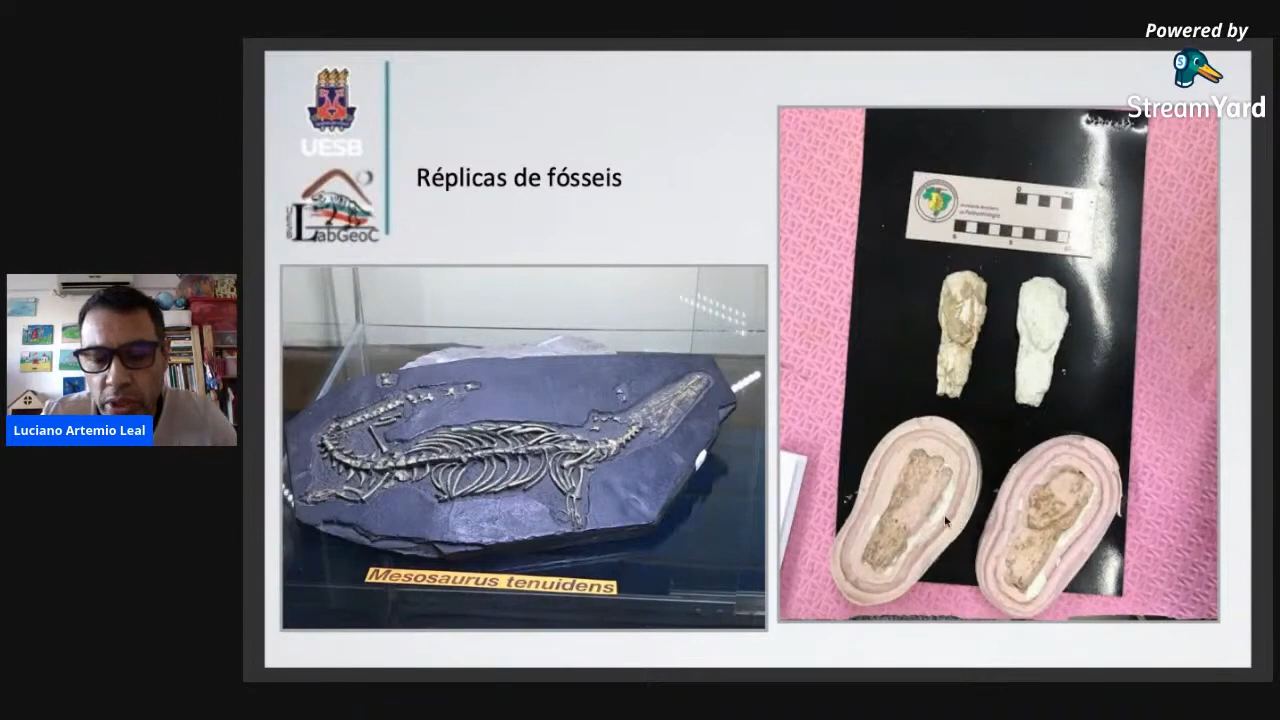 Powered by
StreamYard
UESB
LabGeoC
Réplicas de fósseis
Mesosaurus tenuidens
Luciano Artemio Leal